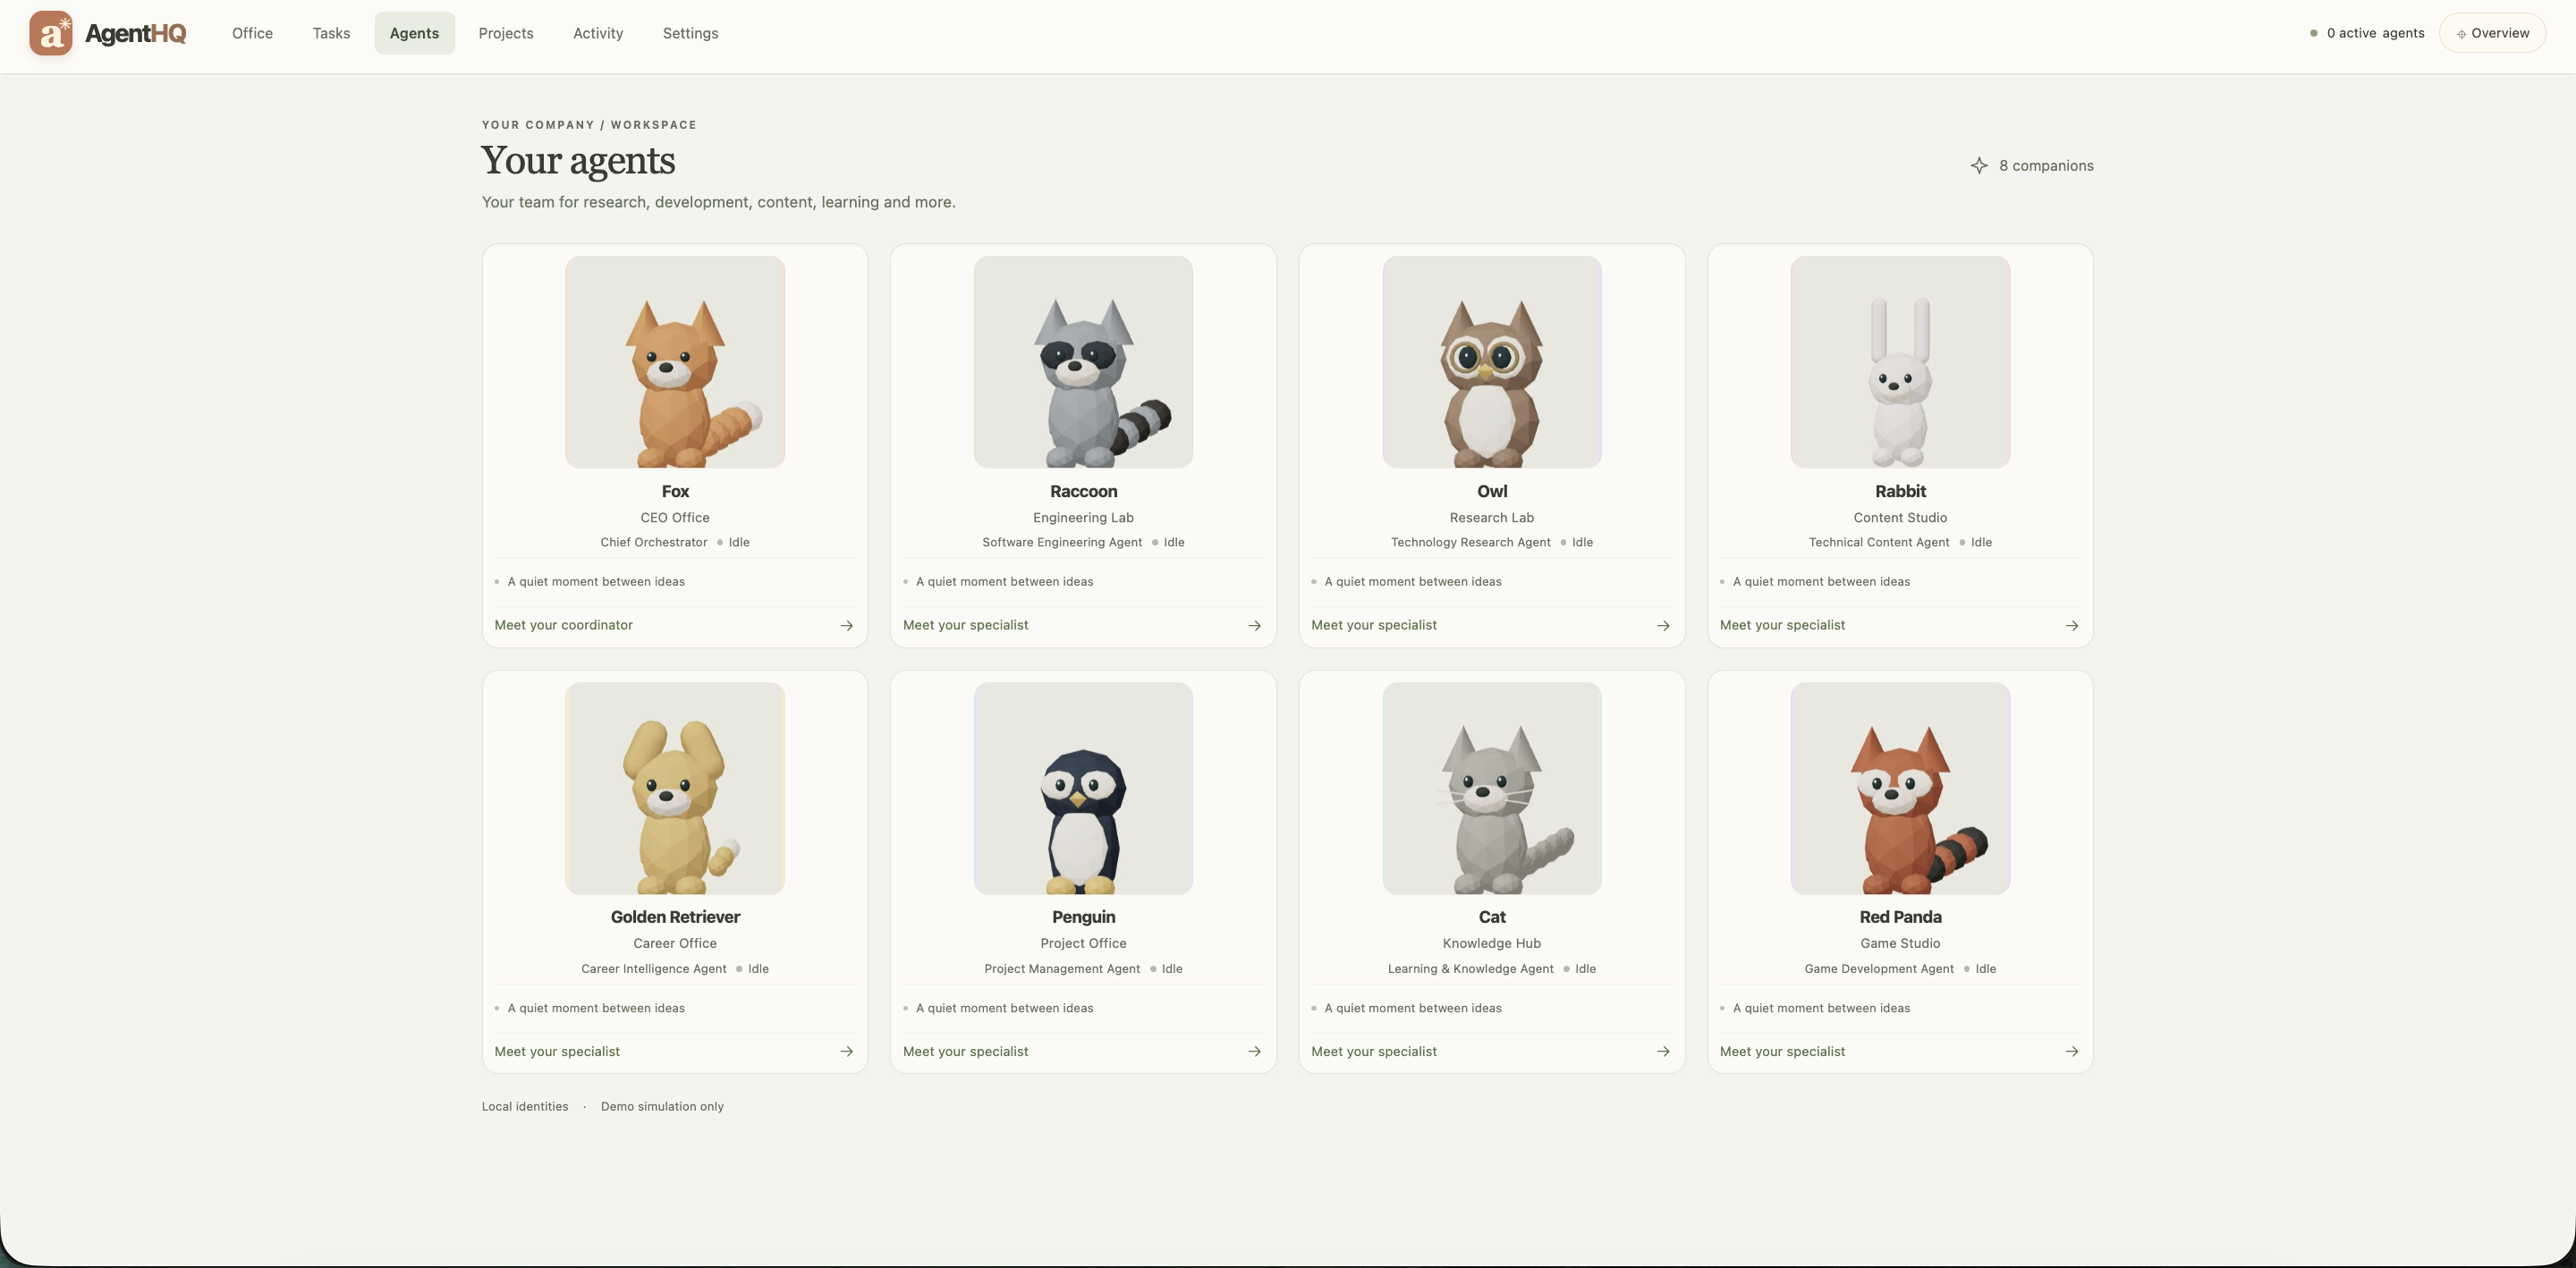 a
AgentHQ
Office
Tasks
Agents
Projects
Activity
Settings
0 active agents
Overview
YOUR COMPANY / WORKSPACE
Your agents
8 companions
Your team for research, development, content, learning and more.
Fox
CEO Office
Chief Orchestrator
Idle
A quiet moment between ideas
Meet your coordinator
Raccoon
Engineering Lab
Software Engineering Agent
Idle
A quiet moment between ideas
Meet your specialist
Owl
Research Lab
Technology Research Agent
Idle
A quiet moment between ideas
Meet your specialist
Rabbit
Content Studio
Technical Content Agent
Idle
A quiet moment between ideas
Meet your specialist
Golden Retriever
Career Office
Career Intelligence Agent
Idle
A quiet moment between ideas
Meet your specialist
Penguin
Project Office
Project Management Agent
Idle
A quiet moment between ideas
Meet your specialist
Cat
Knowledge Hub
Learning & Knowledge Agent
Idle
A quiet moment between ideas
Meet your specialist
Red Panda
Game Studio
Game Development Agent
Idle
A quiet moment between ideas
Meet your specialist
Local identities · Demo simulation only